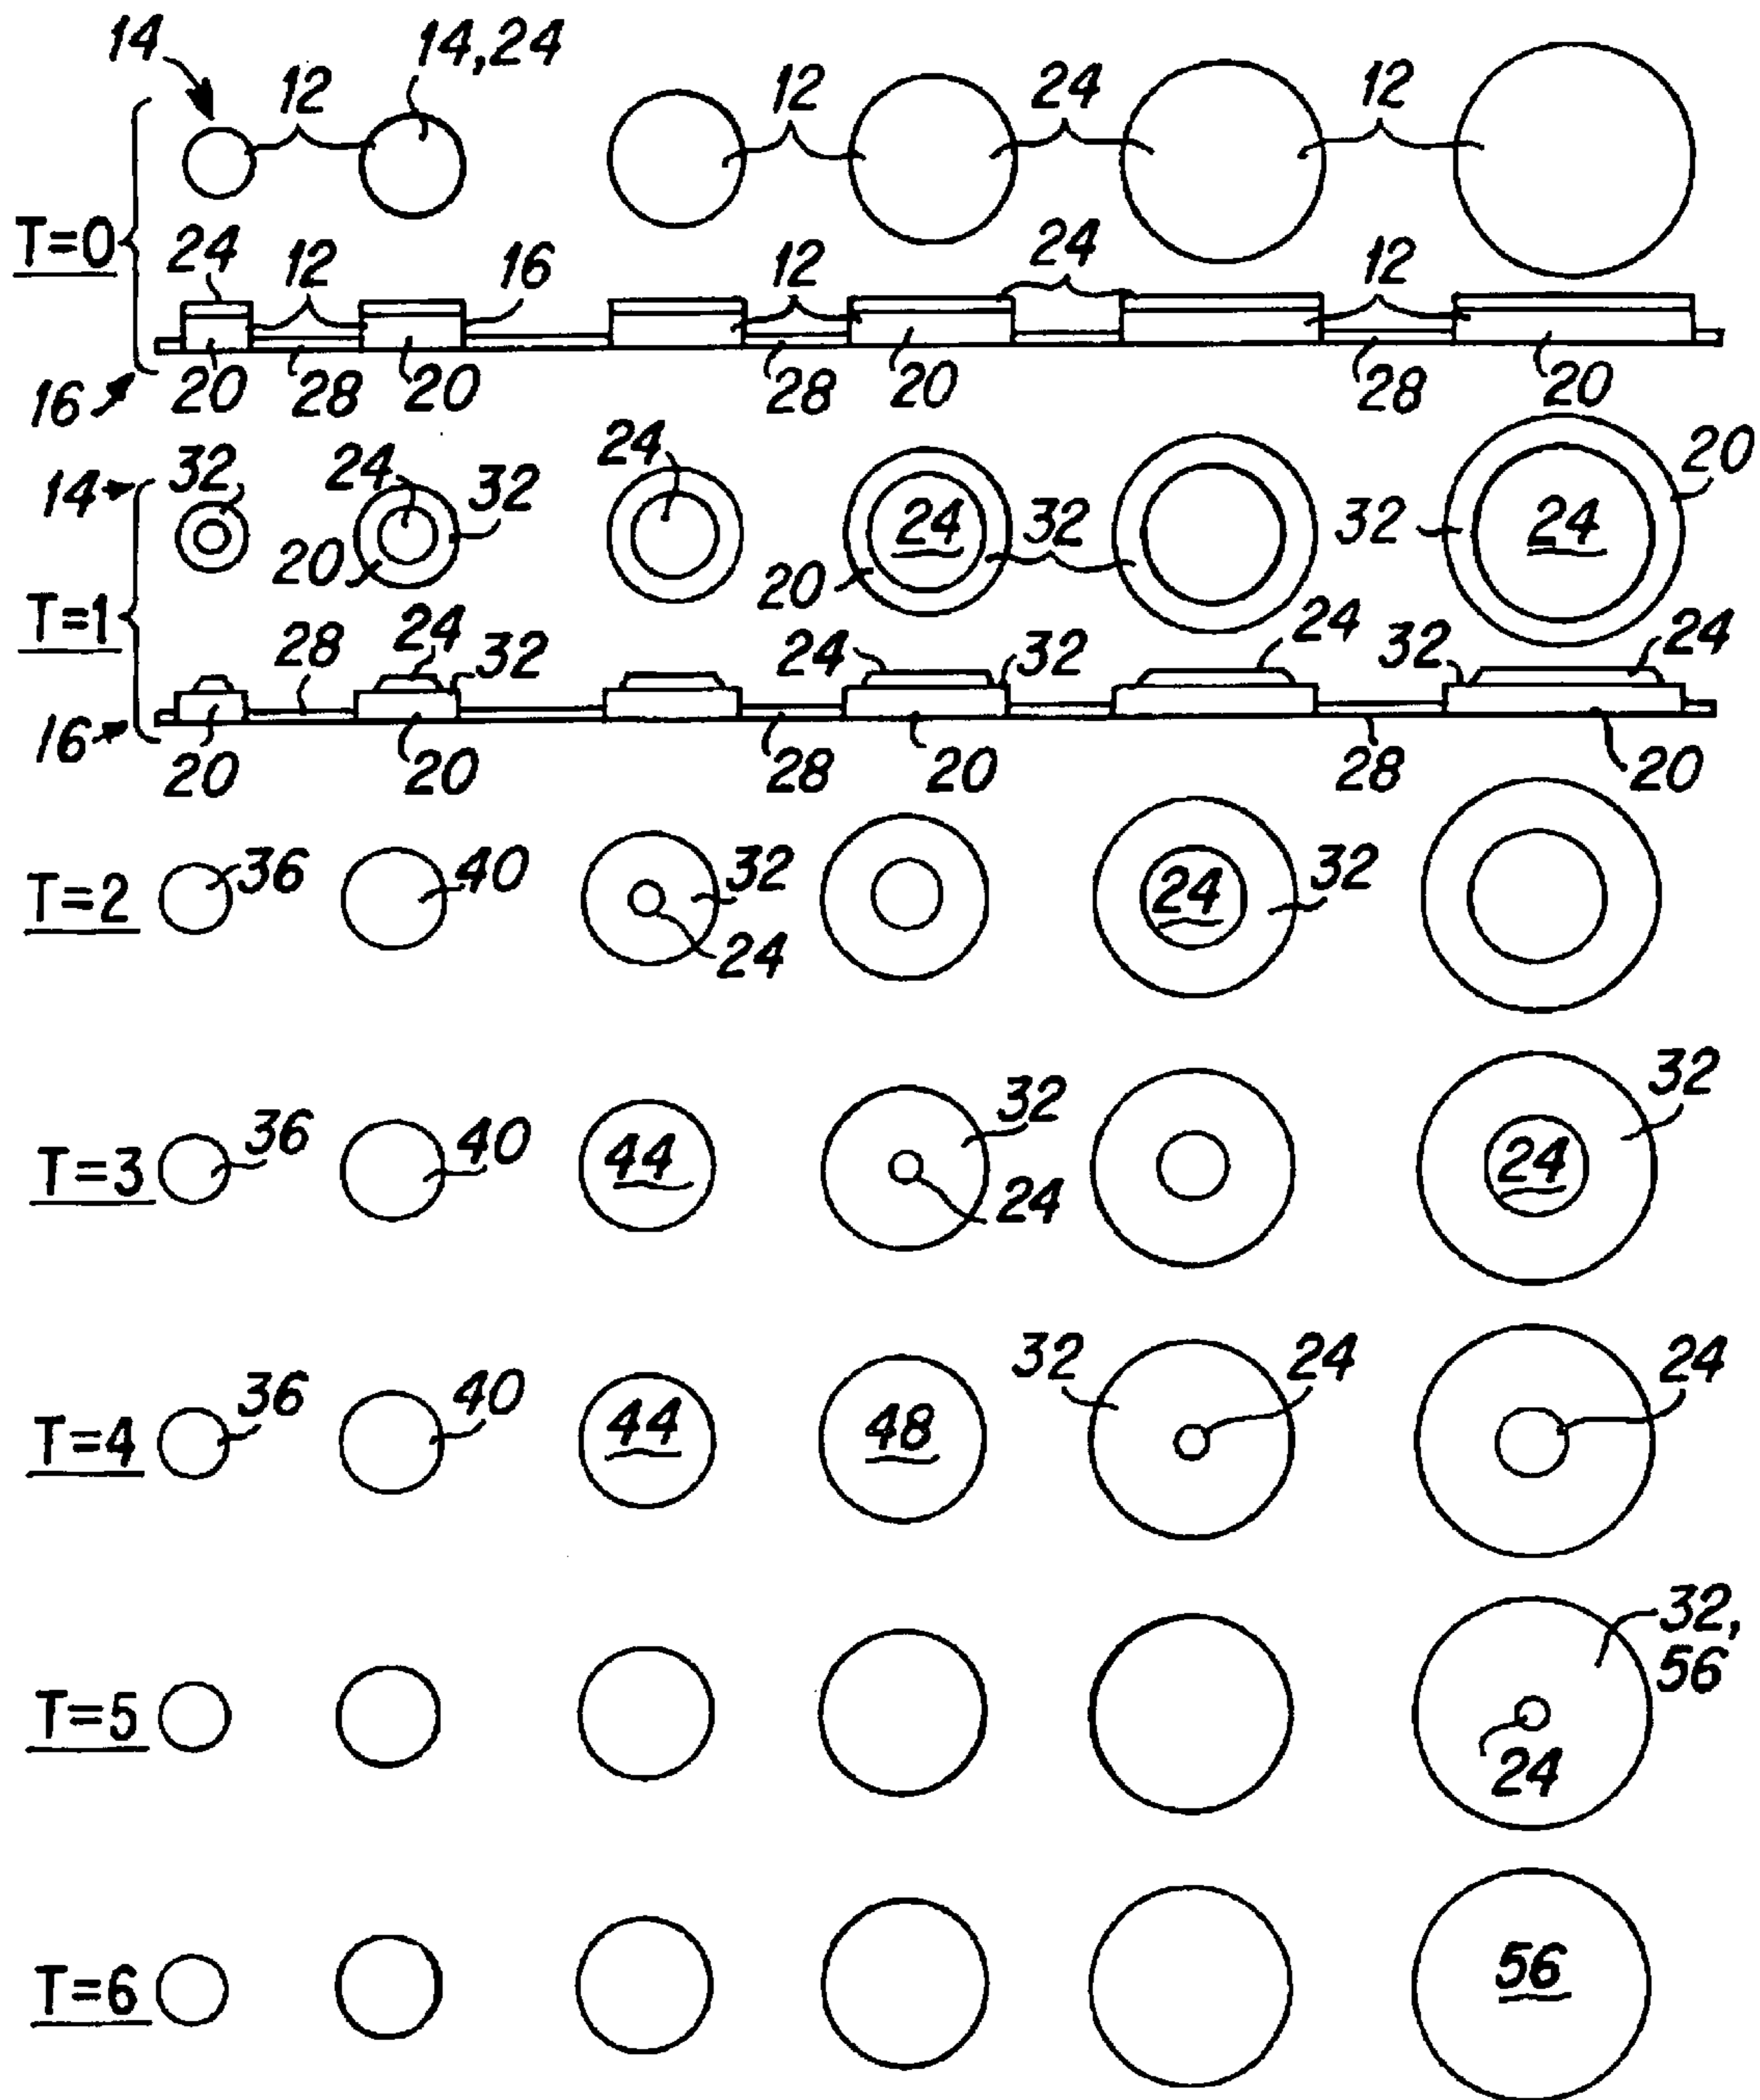 14 12 14,24 12 24 12
T=0
24 12 16 12 24 12
16 20 28 20 28 20 28 20
14 32 24 32 24 24 32 32 24 20
20 20
T=1
28 24 32 24 32 24 32 24
16 20 20 28 20 28 20
T=2 36 40 32 24 24 32
T=3 36 40 44 32 24 24 32
T=4 36 40 44 48 32 24 24
T=5 32,
56
24
T=6 56